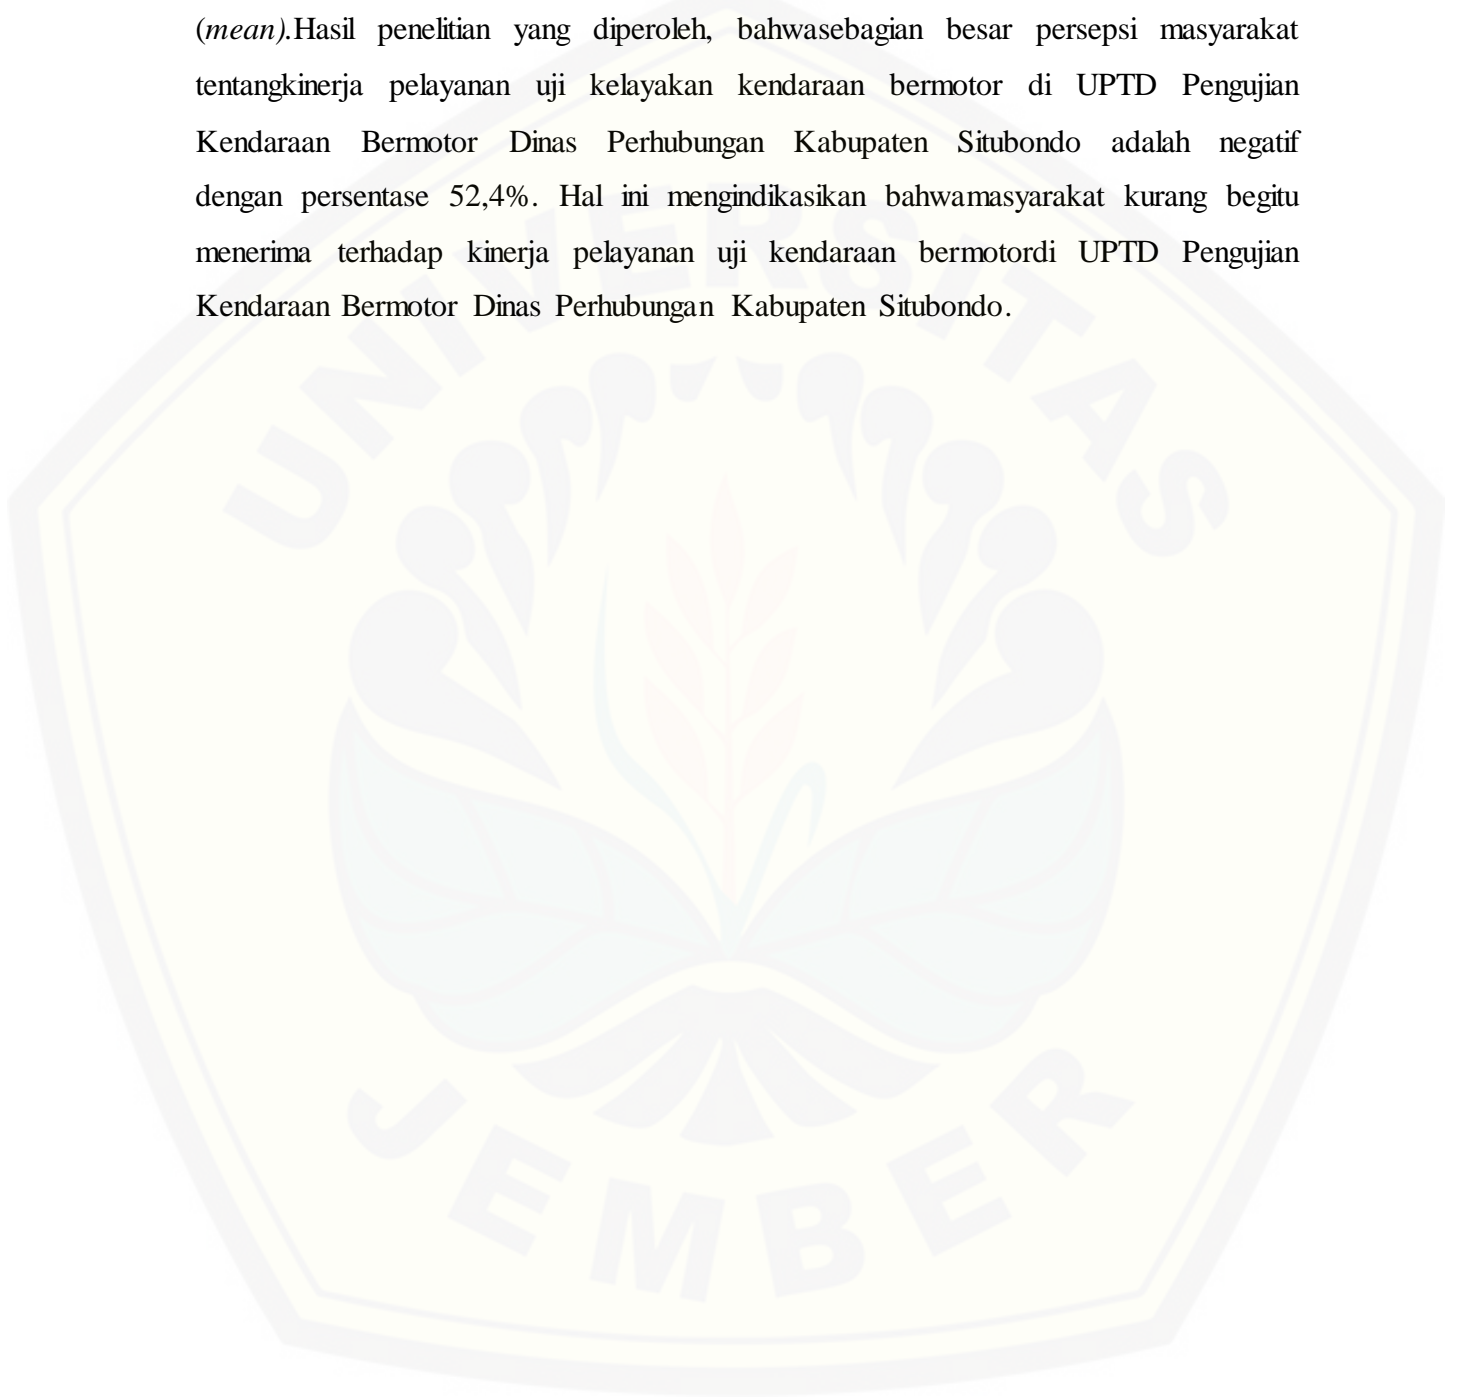 (mean).Hasil penelitian yang diperoleh, bahwasebagian besar persepsi masyarakat
tentangkinerja pelayanan uji kelayakan kendaraan bermotor di UPTD Pengujian
Kendaraan Bermotor Dinas Perhubungan Kabupaten Situbondo adalah negatif
dengan persentase 52,4%. Hal ini mengindikasikan bahwamasyarakat kurang begitu
menerima terhadap kinerja pelayanan uji kendaraan bermotordi UPTD Pengujian
Kendaraan Bermotor Dinas Perhubungan Kabupaten Situbondo.
UNIVERSITAS
JEMBER